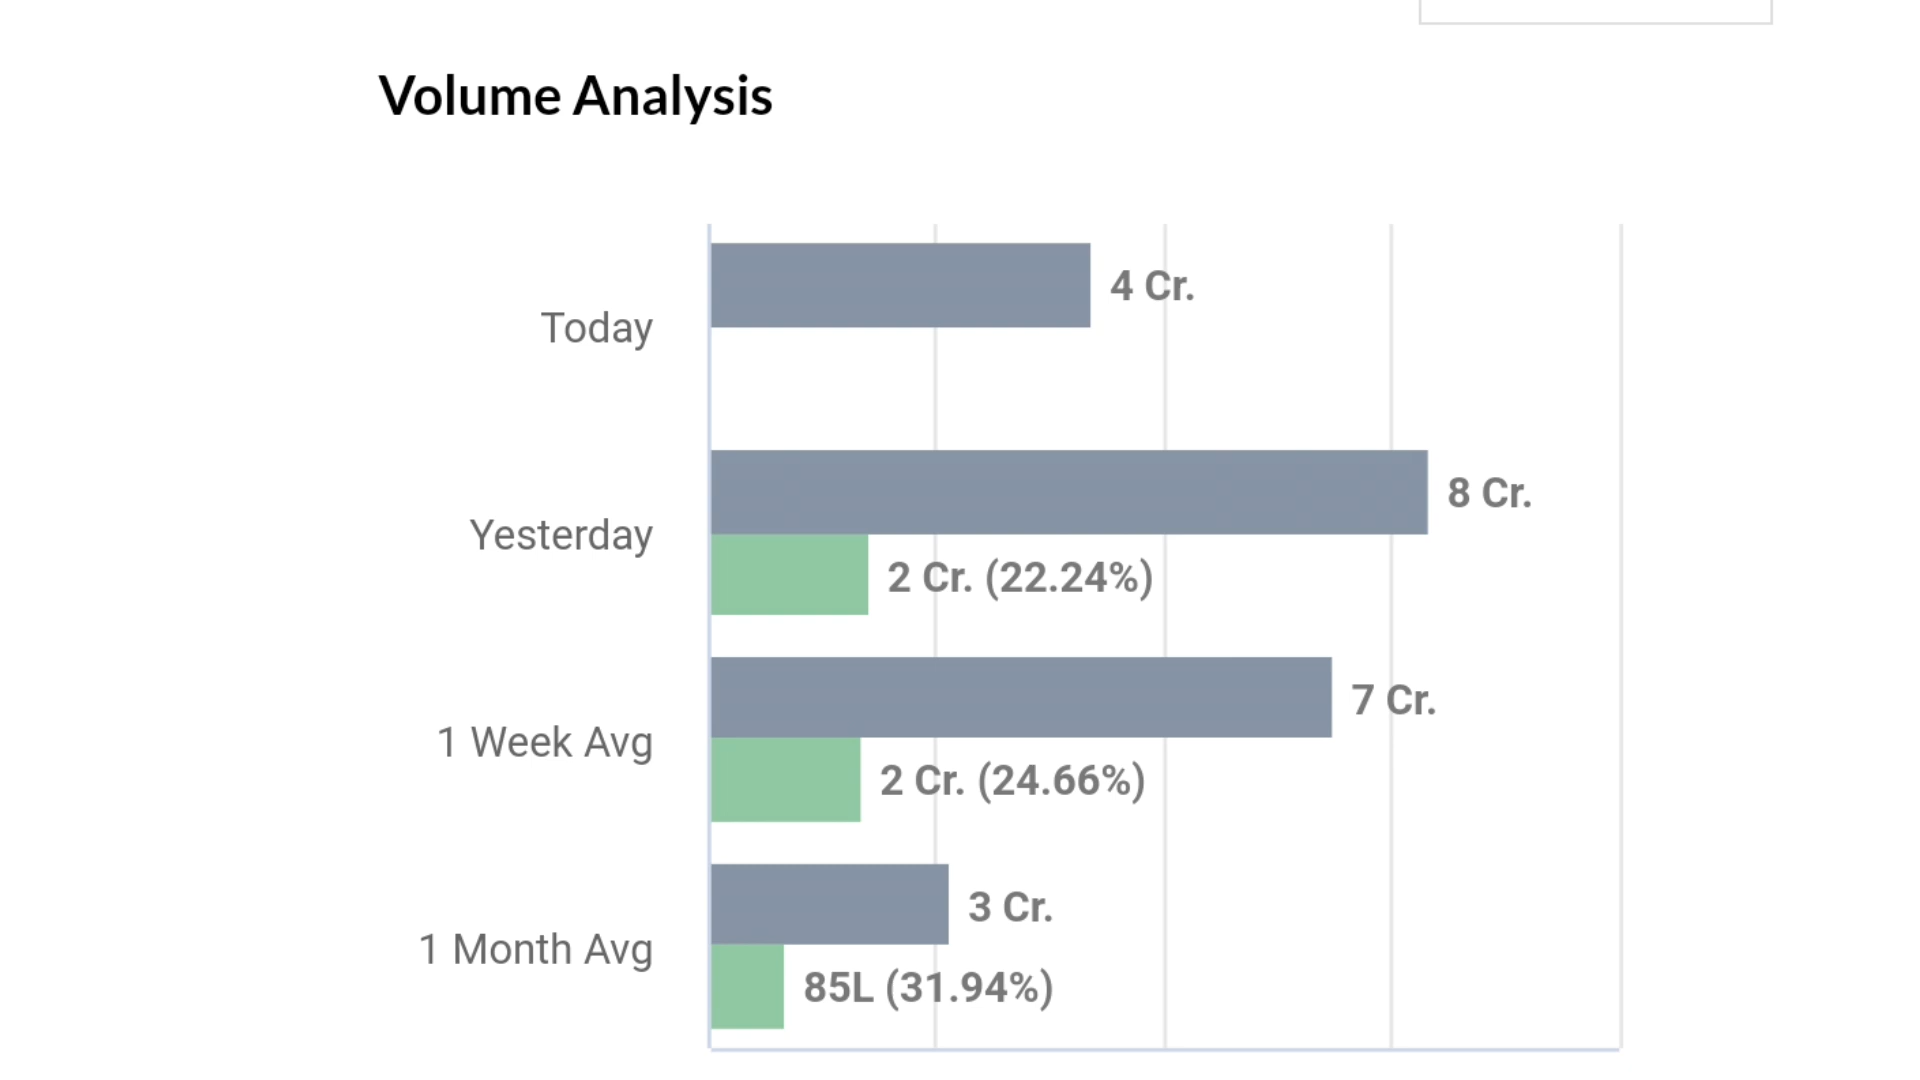 Volume Analysis
Today
4 Cr.
Yesterday
8 Cr.
2 Cr. (22.24%)
1 Week Avg
7 Cr.
2 Cr. (24.66%)
1 Month Avg
3 Cr.
85L (31.94%)